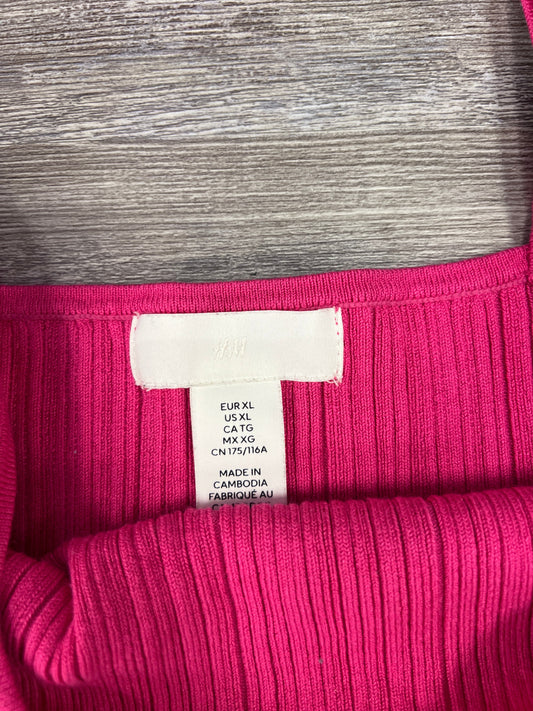 H&M
EUR XL
US XL
CA TG
MX XG
CN 175/116A
MADE IN
CAMBODIA
FABRIQUÉ AU